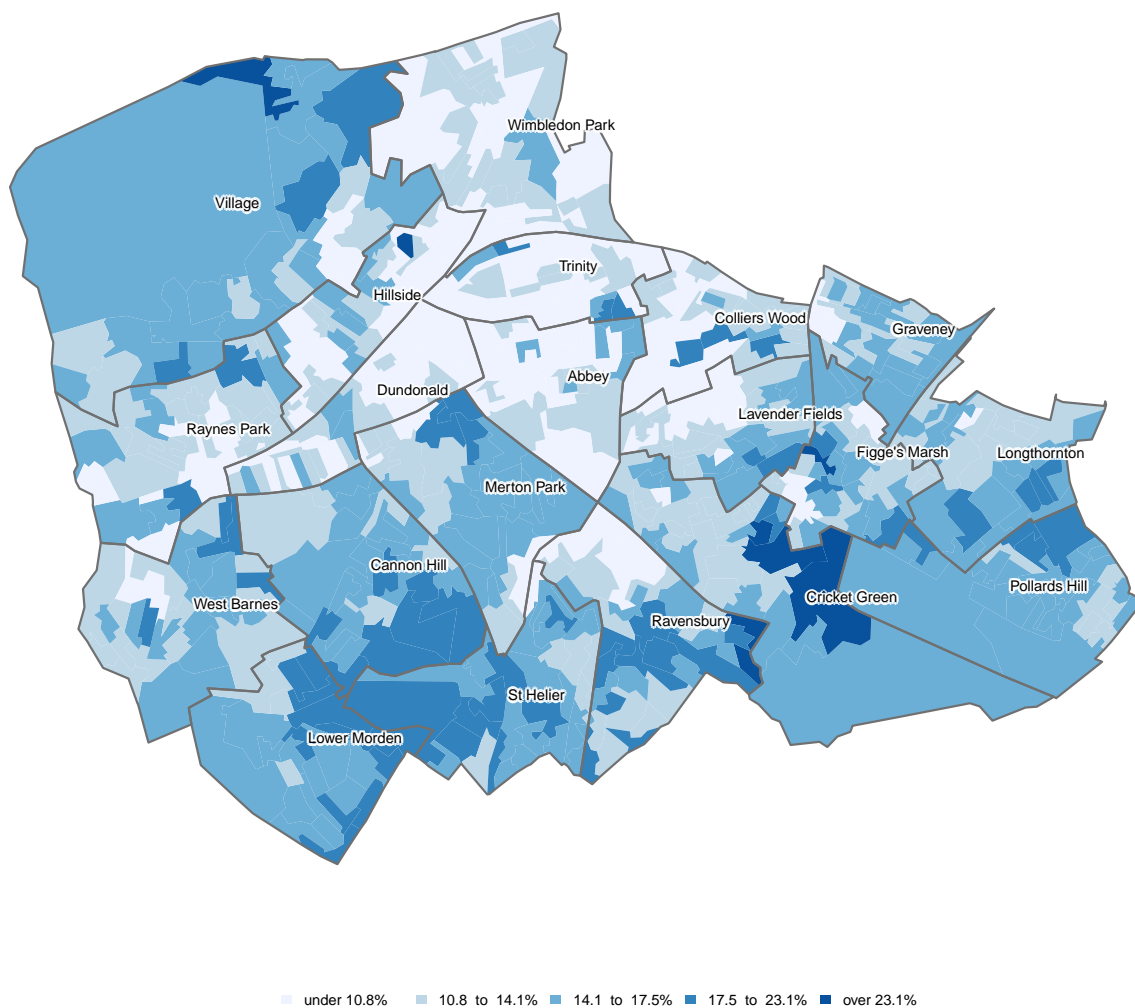 Wimbledon Park
Village
Trinity
Hillside
Colliers Wood
Graveney
Abbey
Dundonald
Lavender Fields
Raynes Park
Figge's Marsh
Longthornton
Merton Park
Cannon Hill
Pollards Hill
West Barnes
Cricket Green
Ravensbury
St Helier
Lower Morden
under 10.8% 10.8 to 14.1% 14.1 to 17.5% 17.5 to 23.1% over 23.1%